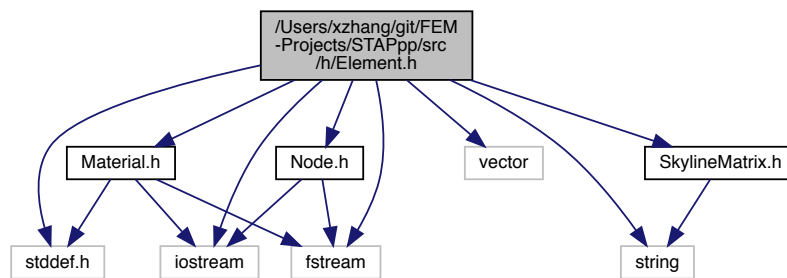 /Users/xzhang/git/FEM
-Projects/STAPpp/src
/h/Element.h
Material.h
Node.h
vector
SkylineMatrix.h
stddef.h
iostream
fstream
string